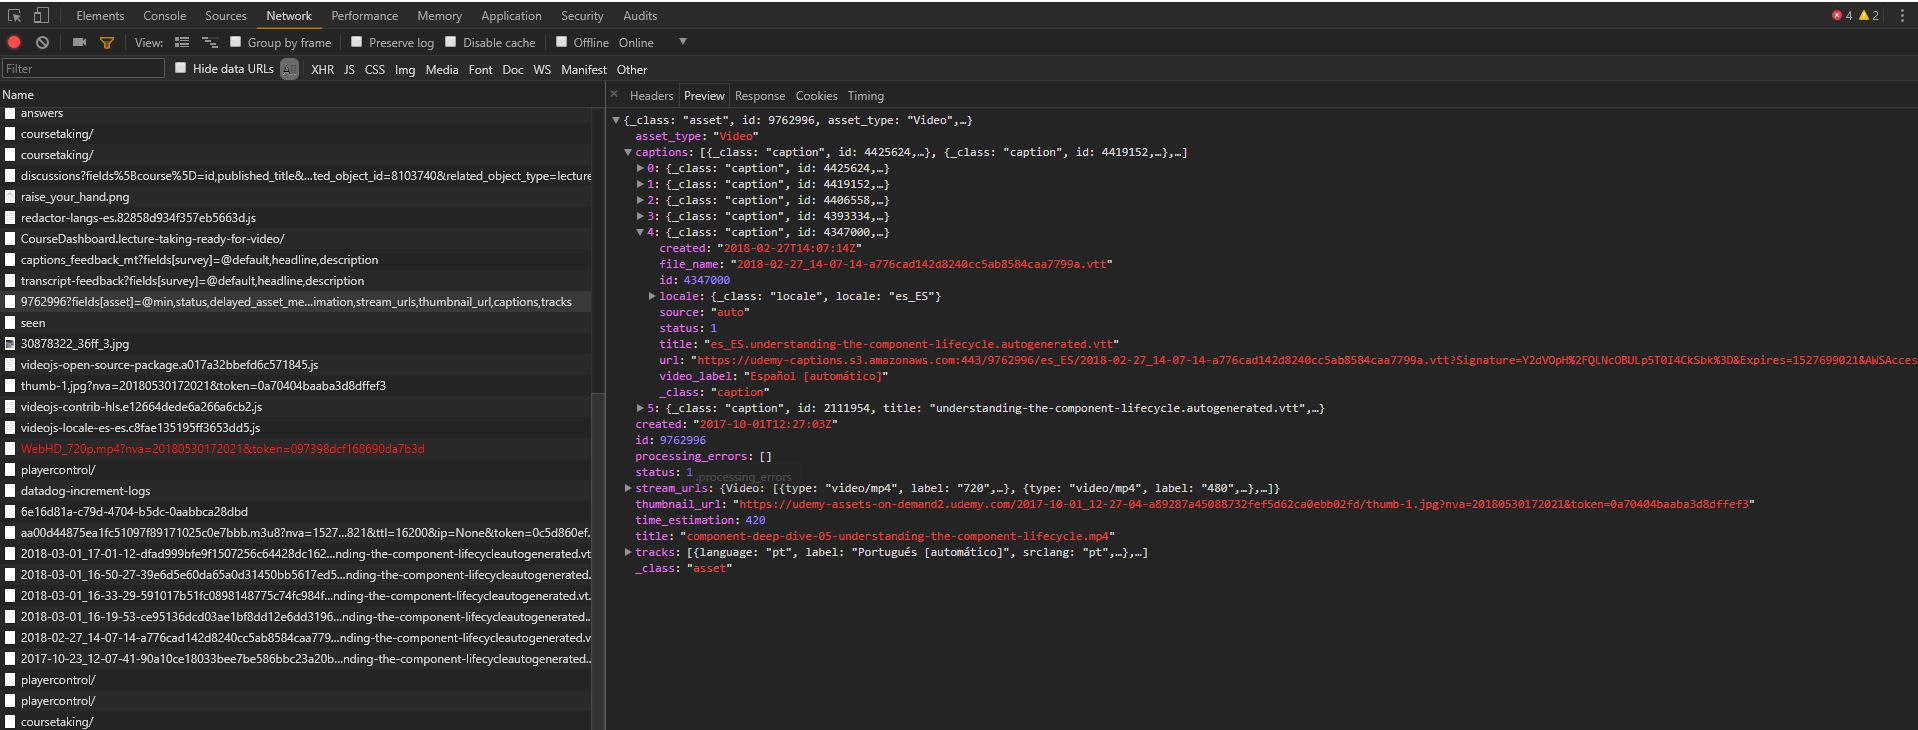 Elements Console Sources Network Performance Memory Application Security Audits 4 2
View: Group by frame Preserve log Disable cache Offline Online
Filter Hide data URLs All XHR JS CSS Img Media Font Doc WS Manifest Other
Name
answers
coursetaking/
coursetaking/
discussions?fields%5Bcourse%5D=id,published_title&...ted_object_id=8103740&related_object_type=lecture
raise_your_hand.png
redactor-langs-es.82858d934f357eb5663d.js
CourseDashboard.lecture-taking-ready-for-video/
captions_feedback_mt?fields[survey]=@default,headline,description
transcript-feedback?fields[survey]=@default,headline,description
9762996?fields[asset]=@min,status,delayed_asset_me...imation,stream_urls,thumbnail_url,captions,tracks
seen
30878322_36ff_3.jpg
videojs-open-source-package.a017a32bbefd6c571845.js
thumb-1.jpg?nva=20180530172021&token=0a70404baaba3d8dffef3
videojs-contrib-hls.e12664dede6a266a6cb2.js
videojs-locale-es-es.c8fae135195ff3653dd5.js
WebHD_720p.mp4?nva=20180530172021&token=097398dcf168690da7b3d
playercontrol/
datadog-increment-logs
6e16d81a-c79d-4704-b5dc-0aabbca28dbd
aa00d44875ea1fc51097f89171025c0e7bbb.m3u8?nva=1527...821&ttl=16200&ip=None&token=0c5d860ef.
2018-03-01_17-01-12-dfad999bfe9f1507256c64428dc162...nding-the-component-lifecycleautogenerated.vt
2018-03-01_16-50-27-39e6d5e60da65a0d31450bb5617ed5...nding-the-component-lifecycleautogenerated.
2018-03-01_16-33-29-591017b51fc0898148775c74fc984f...nding-the-component-lifecycleautogenerated.vt.
2018-03-01_16-19-53-ce95136dcd03ae1bf8dd12e6dd3196...nding-the-component-lifecycleautogenerated..
2018-02-27_14-07-14-a776cad142d8240cc5ab8584caa779...nding-the-component-lifecycleautogenerated.v
2017-10-23_12-07-41-90a10ce18033bee7be586bbc23a20b...nding-the-component-lifecycleautogenerated..
playercontrol/
playercontrol/
coursetaking/
Headers Preview Response Cookies Timing
{_class: "asset", id: 9762996, asset_type: "Video",…}
asset_type: "Video"
captions: [{_class: "caption", id: 4425624,…}, {_class: "caption", id: 4419152,…},…]
0: {_class: "caption", id: 4425624,…}
1: {_class: "caption", id: 4419152,…}
2: {_class: "caption", id: 4406558,…}
3: {_class: "caption", id: 4393334,…}
4: {_class: "caption", id: 4347000,…}
created: "2018-02-27T14:07:14Z"
file_name: "2018-02-27_14-07-14-a776cad142d8240cc5ab8584caa7799a.vtt"
id: 4347000
locale: {_class: "locale", locale: "es_ES"}
source: "auto"
status: 1
title: "es_ES.understanding-the-component-lifecycle.autogenerated.vtt"
url: "https://udemy-captions.s3.amazonaws.com:443/9762996/es_ES/2018-02-27_14-07-14-a776cad142d8240cc5ab8584caa7799a.vtt?Signature=Y2dVOpH%2FQLNcOBULp5T0I4CkSbk%3D&Expires=1527699021&AWSAcces
video_label: "Español [automático]"
_class: "caption"
5: {_class: "caption", id: 2111954, title: "understanding-the-component-lifecycle.autogenerated.vtt",…}
created: "2017-10-01T12:27:03Z"
id: 9762996
processing_errors: []
status: 1
.processing_errors
stream_urls: {Video: [{type: "video/mp4", label: "720",…}, {type: "video/mp4", label: "480",…},…]}
thumbnail_url: "https://udemy-assets-on-demand2.udemy.com/2017-10-01_12-27-04-a89287a45088732fef5d62ca0ebb02fd/thumb-1.jpg?nva=20180530172021&token=0a70404baaba3d8dffef3"
time_estimation: 420
title: "component-deep-dive-05-understanding-the-component-lifecycle.mp4"
tracks: [{language: "pt", label: "Portugués [automático]", srclang: "pt",…},…]
_class: "asset"